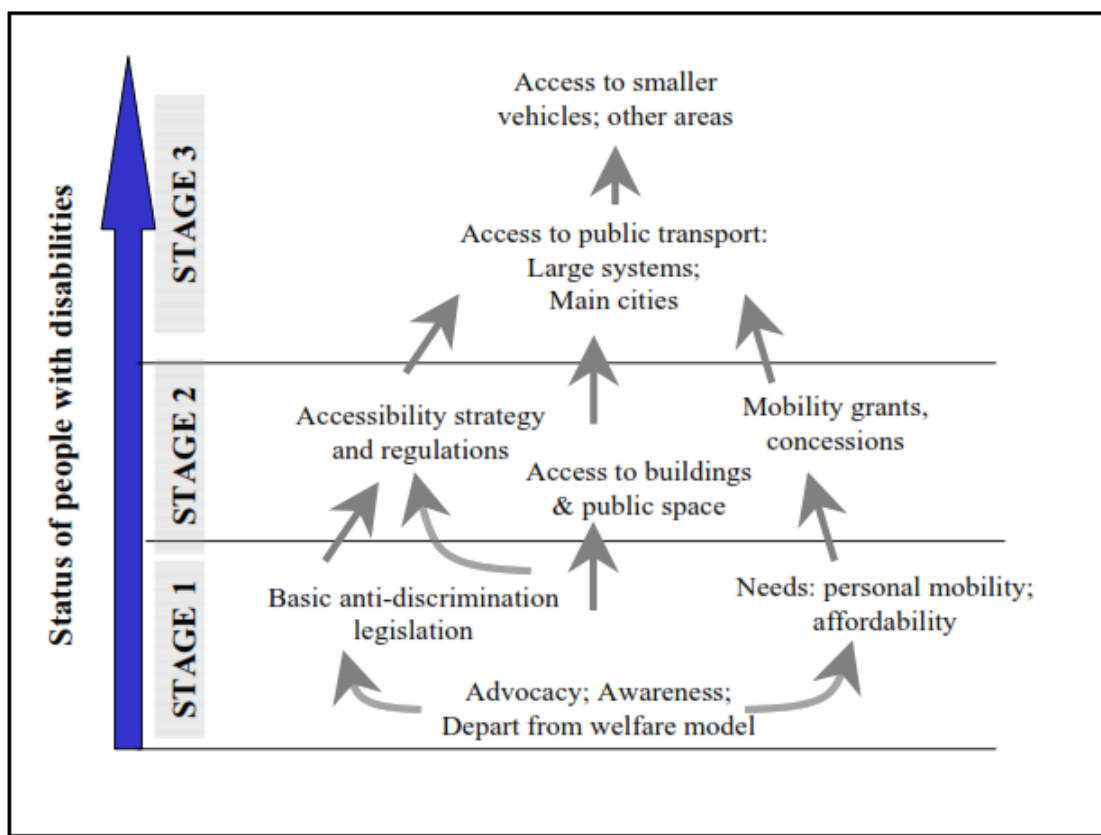 Status of people with disabilities
STAGE 3
Access to smaller
vehicles; other areas
Access to public transport:
Large systems;
Main cities
STAGE 2
Accessibility strategy
and regulations
Mobility grants,
concessions
Access to buildings
& public space
STAGE 1
Basic anti-discrimination
legislation
Needs: personal mobility;
affordability
Advocacy; Awareness;
Depart from welfare model